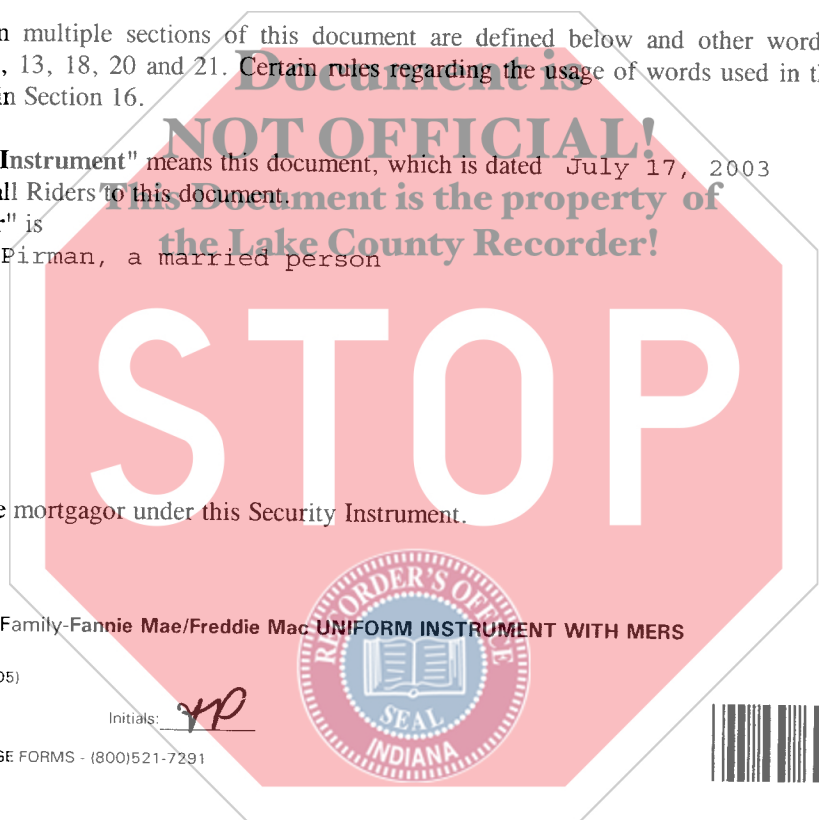 n multiple sections of this document are defined below and other word
, 13, 18, 20 and 21. Certain rules regarding the usage of words used in t
n Section 16.
Document is
NOT OFFICIAL!
Instrument" means this document, which is dated July 17, 2003
all Riders to this document.
This Document is the property of
r" is
the Lake County Recorder!
Pirman, a married person
STOP
e mortgagor under this Security Instrument.
RECORDER'S OFFICE
Family-Fannie Mae/Freddie Mac UNIFORM INSTRUMENT WITH MERS
05)
SEAL
Initials:
INDIANA
GE FORMS - (800)521-7291